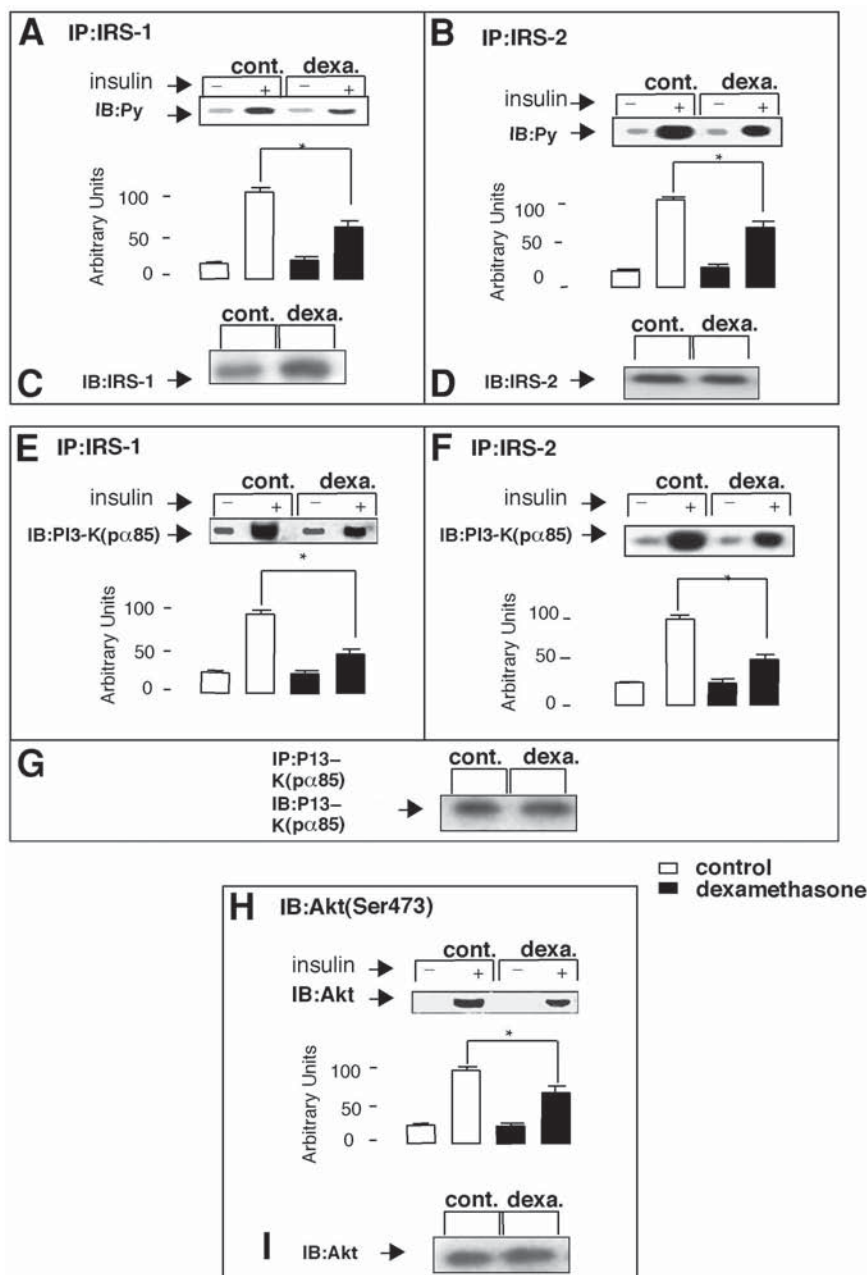 A IP:IRS-1
cont. dexa.
insulin – + – +
IB:Py
*
Arbitrary Units
100
50
0
cont. dexa.
C IB:IRS-1
B IP:IRS-2
cont. dexa.
insulin – + – +
IB:Py
*
Arbitrary Units
100
50
0
cont. dexa.
D IB:IRS-2
E IP:IRS-1
cont. dexa.
insulin – + – +
IB:PI3-K(pα85)
*
Arbitrary Units
100
50
0
F IP:IRS-2
cont. dexa.
insulin – + – +
IB:PI3-K(pα85)
*
Arbitrary Units
100
50
0
G IP:P13–
K(pα85)
IB:P13–
K(pα85)
cont. dexa.
control
dexamethasone
H IB:Akt(Ser473)
cont. dexa.
insulin – + – +
IB:Akt
*
Arbitrary Units
100
50
0
cont. dexa.
I IB:Akt